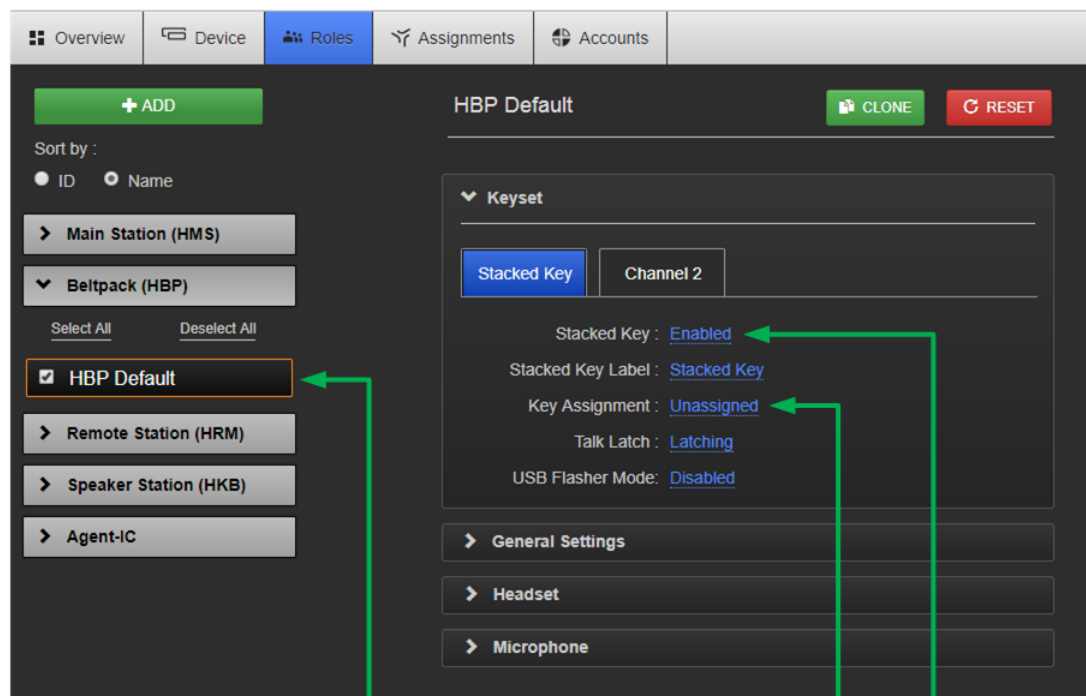 Overview
Device
Roles
Assignments
Accounts
ADD
Sort by :
ID
Name
Main Station (HMS)
Beltpack (HBP)
Select All
Deselect All
HBP Default
Remote Station (HRM)
Speaker Station (HKB)
Agent-IC
HBP Default
CLONE
RESET
Keyset
Stacked Key
Channel 2
Stacked Key : Enabled
Stacked Key Label : Stacked Key
Key Assignment : Unassigned
Talk Latch : Latching
USB Flasher Mode: Disabled
General Settings
Headset
Microphone